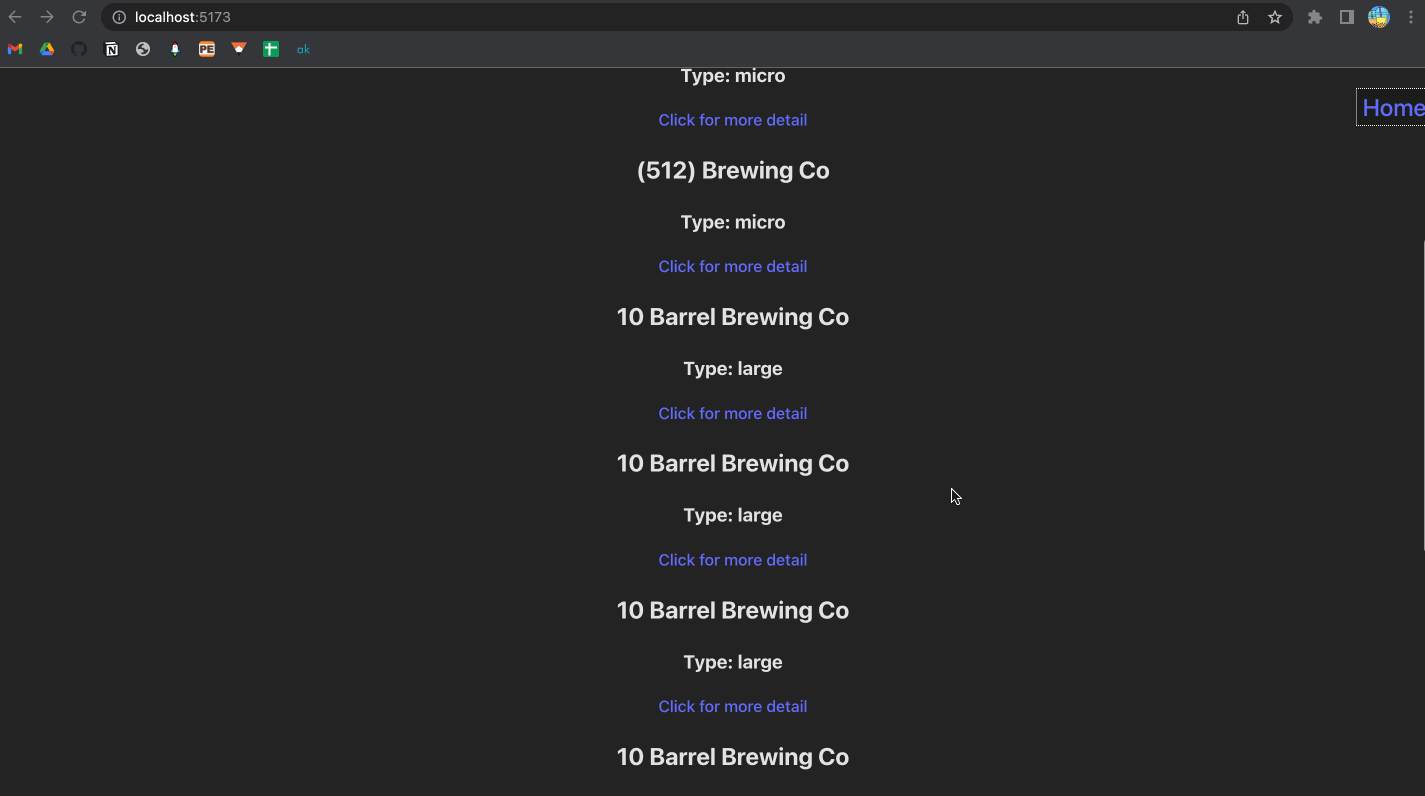 localhost:5173
PE
ak
Type: micro
Home
Click for more detail
(512) Brewing Co
Type: micro
Click for more detail
10 Barrel Brewing Co
Type: large
Click for more detail
10 Barrel Brewing Co
Type: large
Click for more detail
10 Barrel Brewing Co
Type: large
Click for more detail
10 Barrel Brewing Co